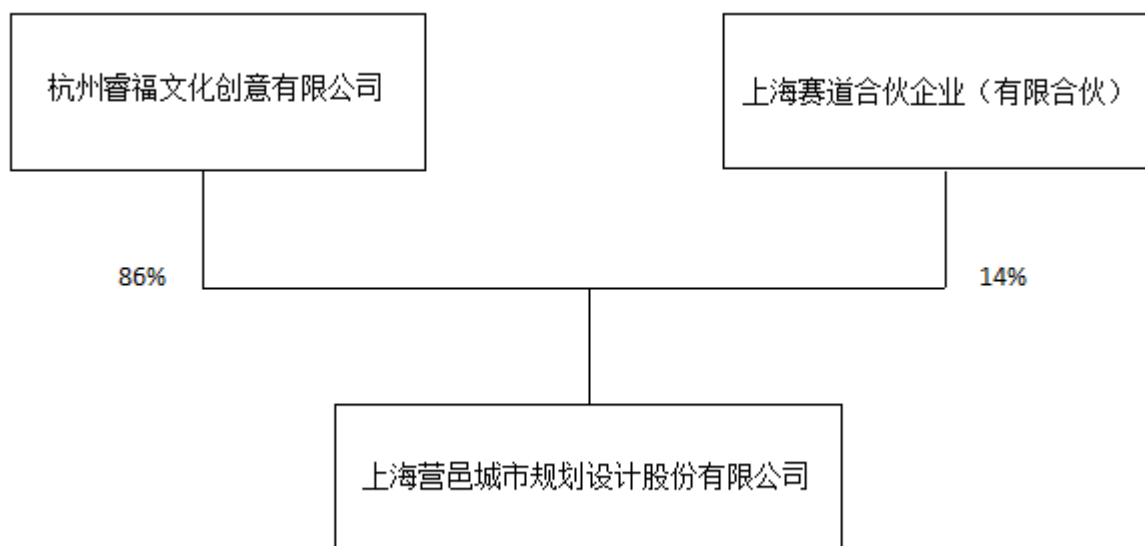 杭州睿福文化创意有限公司
上海赛道合伙企业（有限合伙）
86%
14%
上海营邑城市规划设计股份有限公司